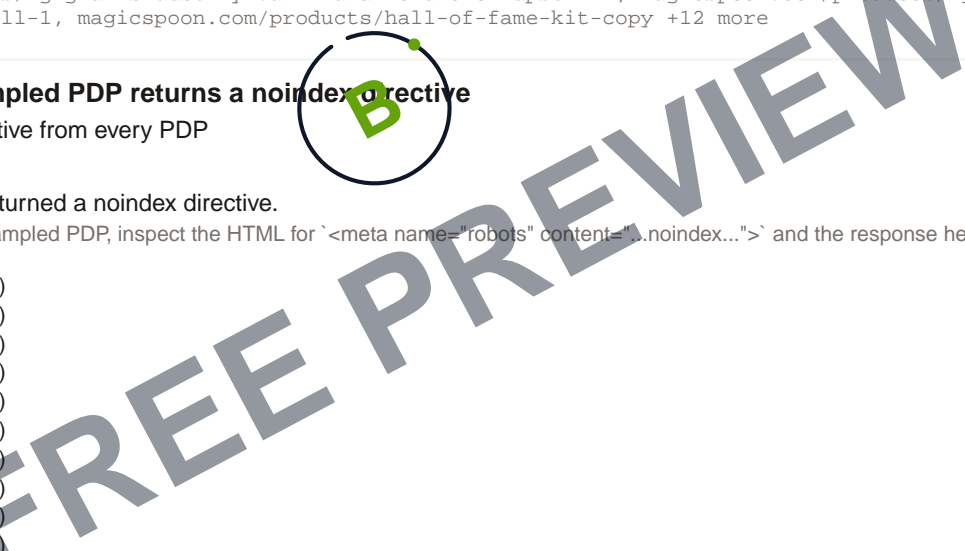 ll-1, magicspoon.com/products/hall-of-fame-kit-copy +12 more
mpled PDP returns a noindex directive
B
tive from every PDP
turned a noindex directive.
ampled PDP, inspect the HTML for `<meta name="robots" content="...noindex...">` and the response he
)
)
)
)
)
)
)
)
)
)
FREE PREVIEW